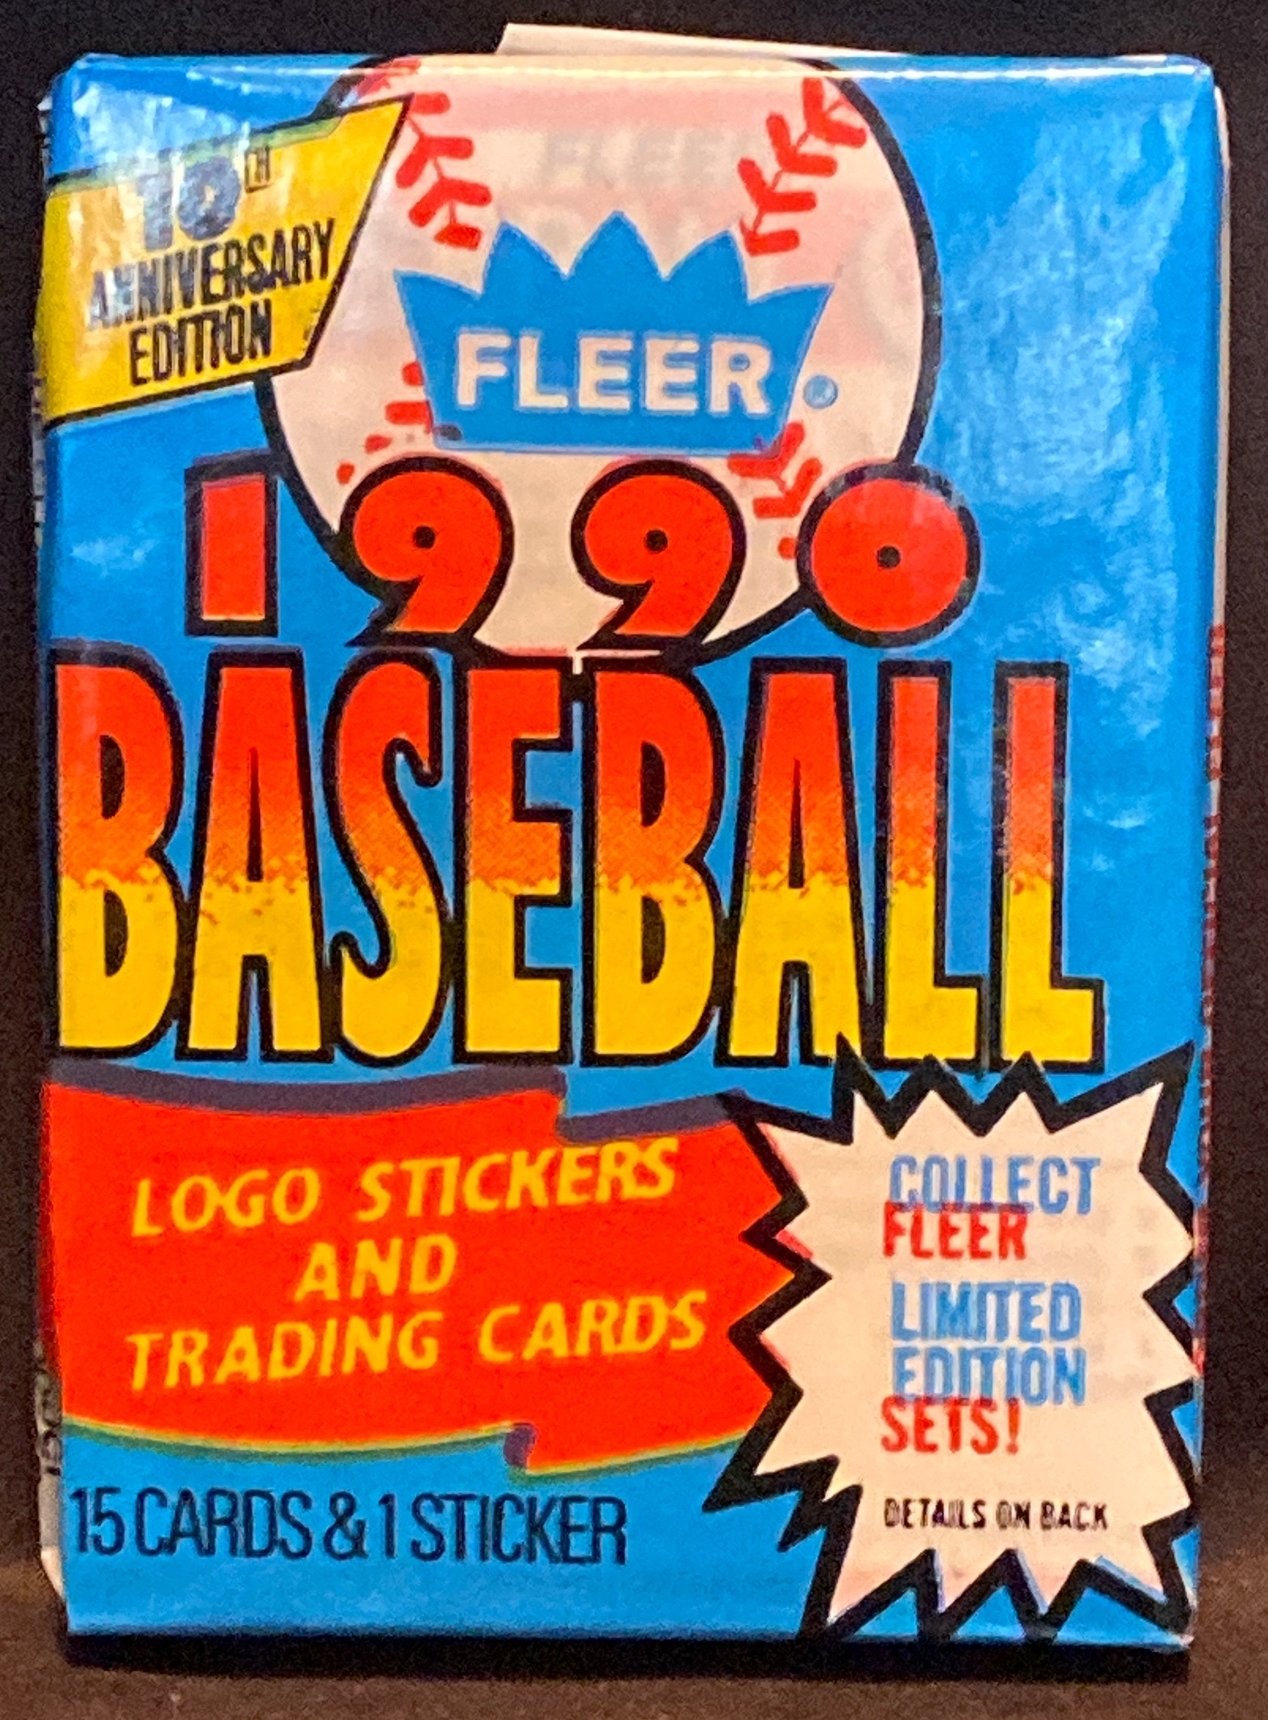 10TH
ANNIVERSARY
EDITION
FLEER®
1990
BASEBALL
LOGO STICKERS
AND
TRADING CARDS
COLLECT
FLEER
LIMITED
EDITION
SETS!
DETAILS ON BACK
15 CARDS & 1 STICKER